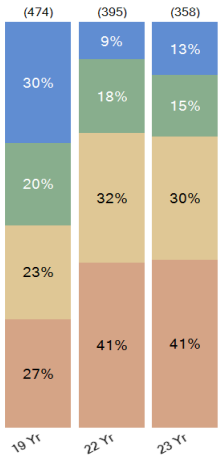 (474) (395) (358)
30% 9% 13%
20% 18% 15%
23% 32% 30%
27% 41% 41%
19 Yr 22 Yr 23 Yr